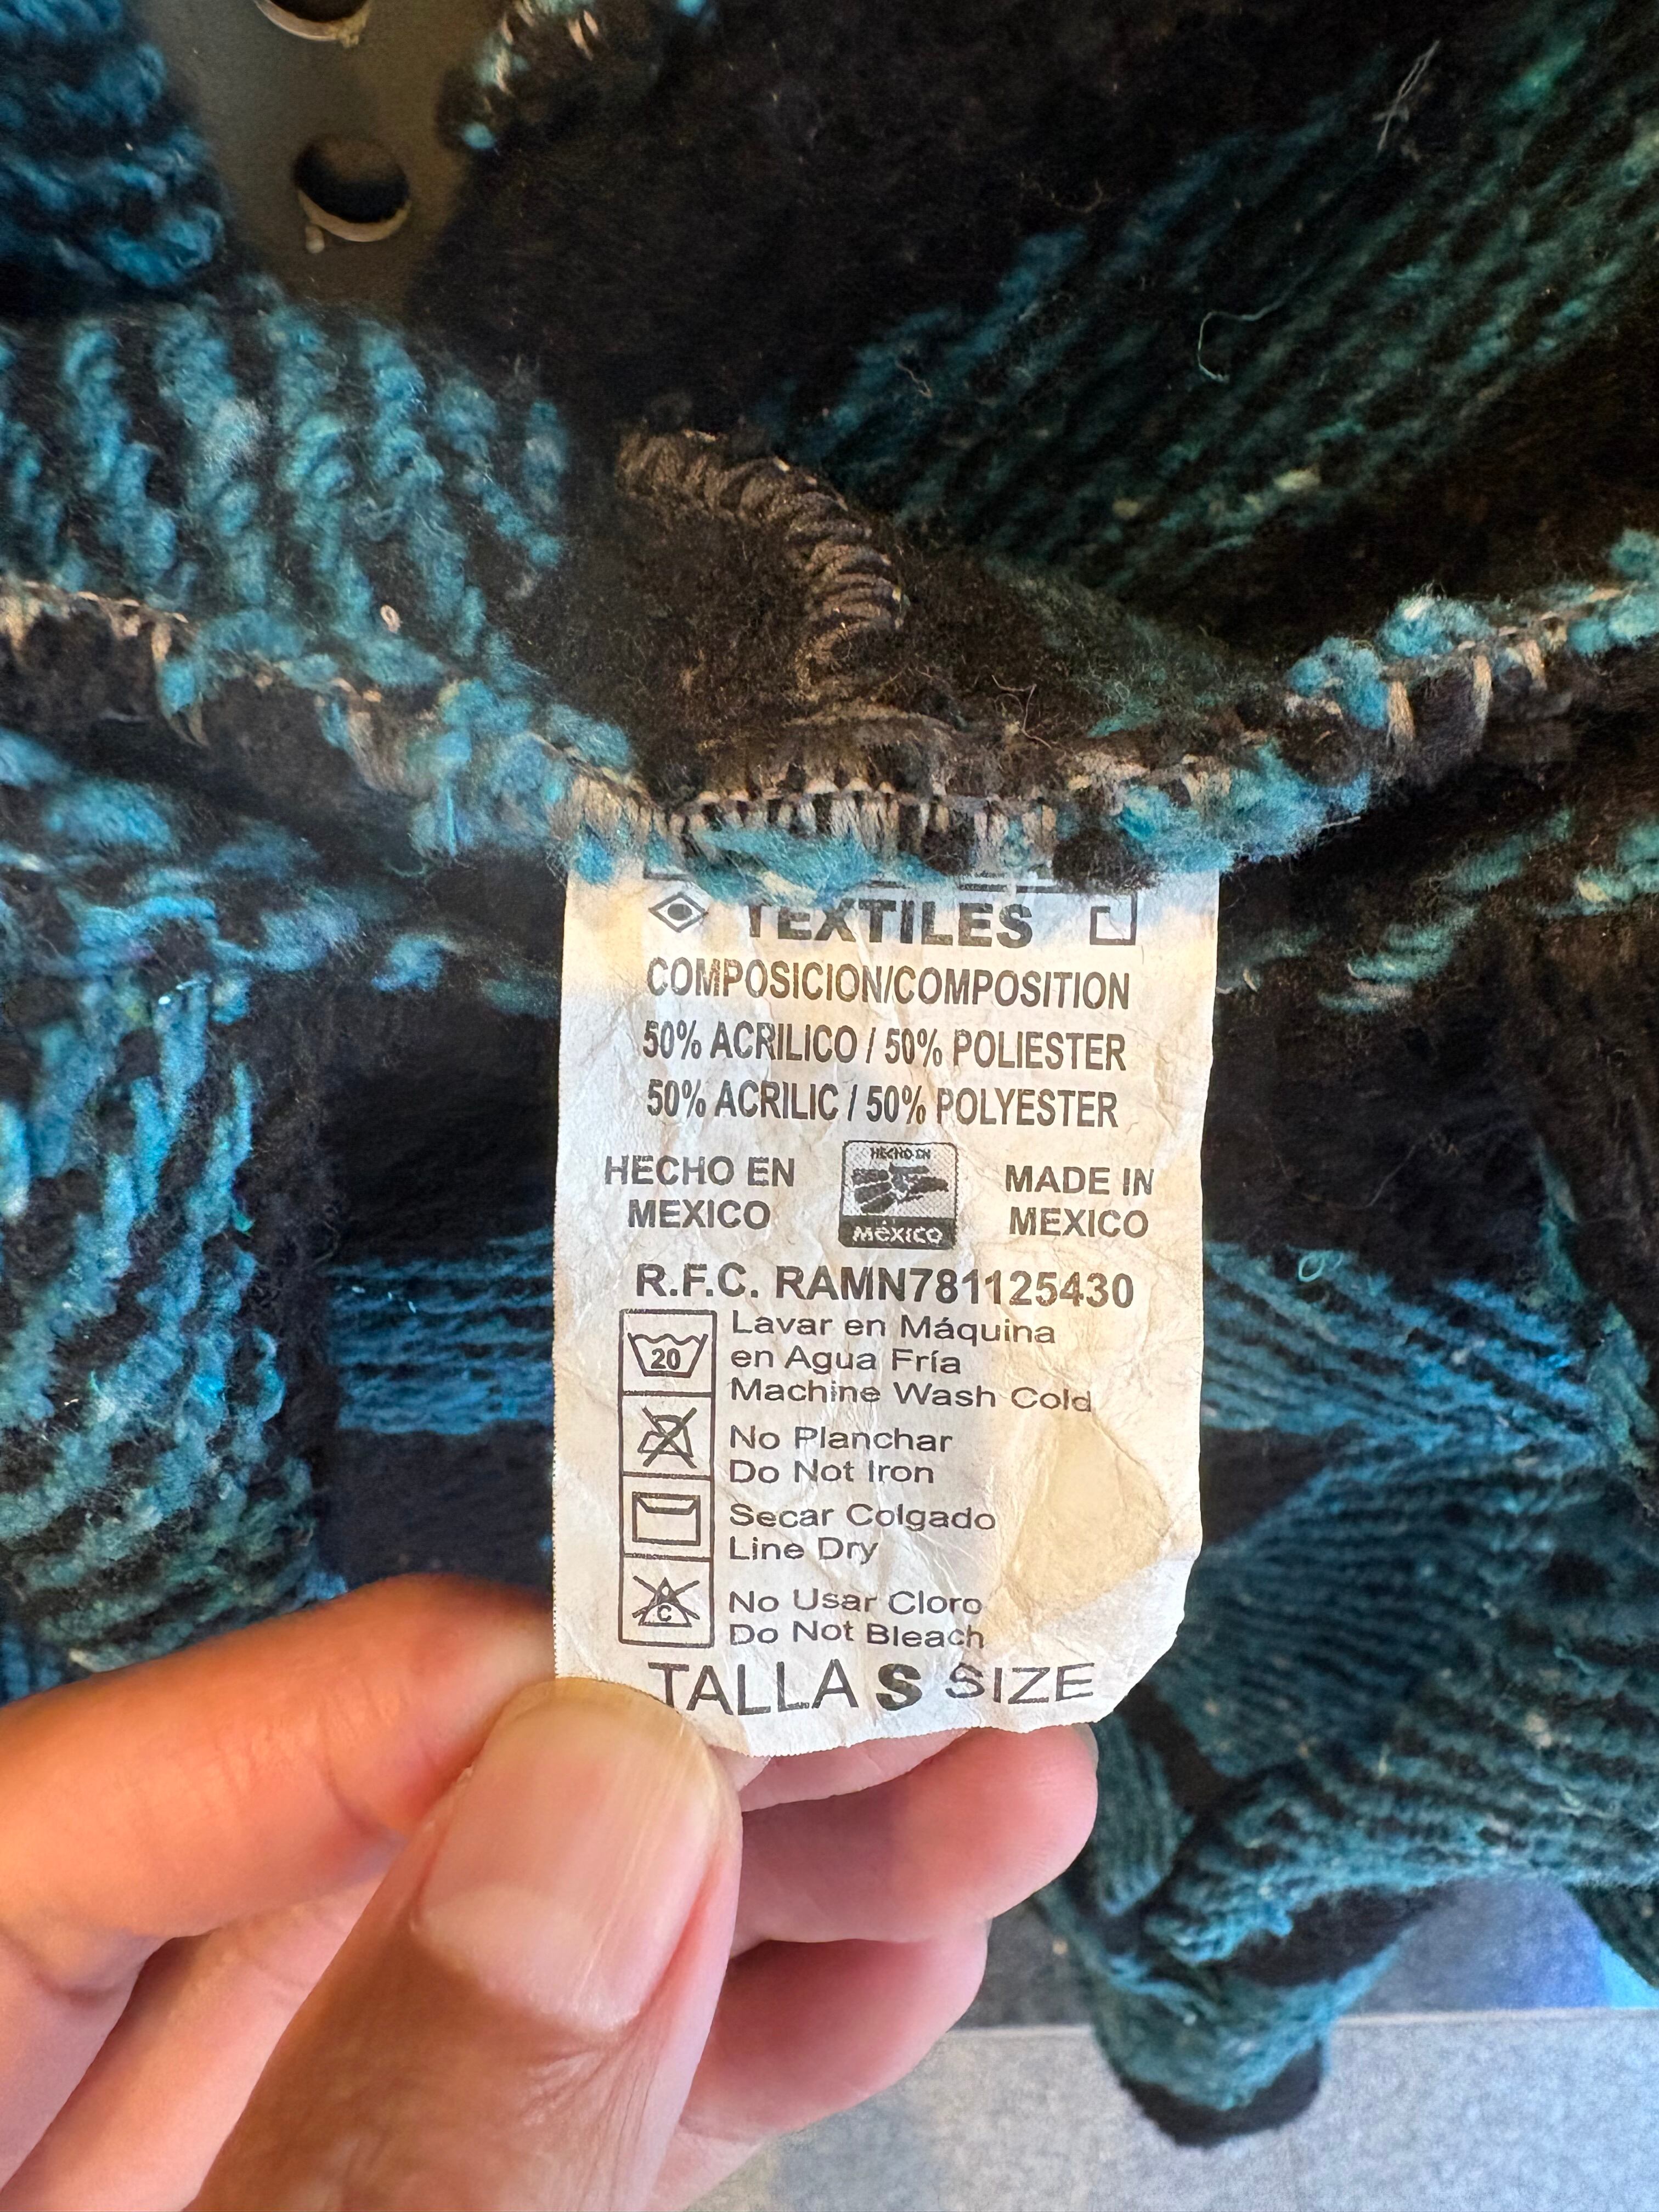 TEXTILES
COMPOSICION/COMPOSITION
50% ACRILICO / 50% POLIESTER
50% ACRILIC / 50% POLYESTER
HECHO EN
MEXICO
HECHO EN
MÉXICO
MADE IN
MEXICO
R.F.C. RAMN781125430
20
Lavar en Máquina
en Agua Fría
Machine Wash Cold
No Planchar
Do Not Iron
Secar Colgado
Line Dry
C
No Usar Cloro
Do Not Bleach
TALLA S SIZE